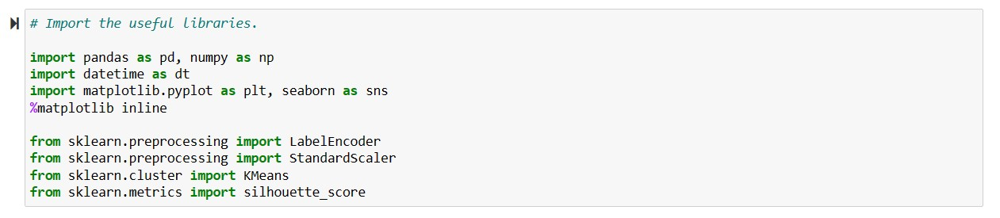 # Import the useful libraries.
import pandas as pd, numpy as np
import datetime as dt
import matplotlib.pyplot as plt, seaborn as sns
%matplotlib inline
from sklearn.preprocessing import LabelEncoder
from sklearn.preprocessing import StandardScaler
from sklearn.cluster import KMeans
from sklearn.metrics import silhouette_score